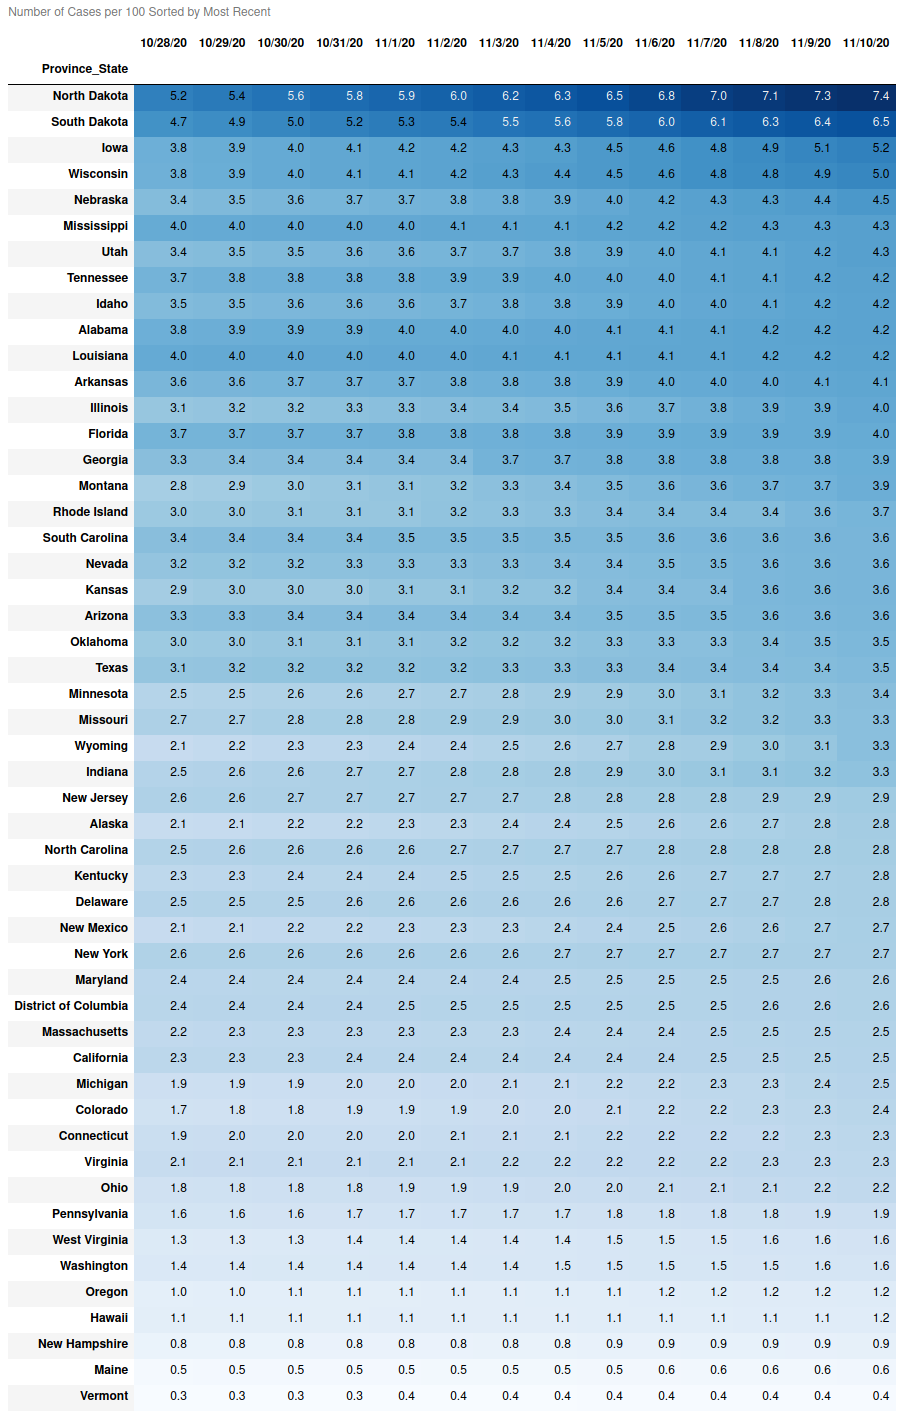 Number of Cases per 100 Sorted by Most Recent
10/28/20 10/29/20 10/30/20 10/31/20 11/1/20 11/2/20 11/3/20 11/4/20 11/5/20 11/6/20 11/7/20 11/8/20 11/9/20 11/10/20
Province_State
North Dakota 5.2 5.4 5.6 5.8 5.9 6.0 6.2 6.3 6.5 6.8 7.0 7.1 7.3 7.4
South Dakota 4.7 4.9 5.0 5.2 5.3 5.4 5.5 5.6 5.8 6.0 6.1 6.3 6.4 6.5
Iowa 3.8 3.9 4.0 4.1 4.2 4.2 4.3 4.3 4.5 4.6 4.8 4.9 5.1 5.2
Wisconsin 3.8 3.9 4.0 4.1 4.1 4.2 4.3 4.4 4.5 4.6 4.8 4.8 4.9 5.0
Nebraska 3.4 3.5 3.6 3.7 3.7 3.8 3.8 3.9 4.0 4.2 4.3 4.3 4.4 4.5
Mississippi 4.0 4.0 4.0 4.0 4.0 4.1 4.1 4.1 4.2 4.2 4.2 4.3 4.3 4.3
Utah 3.4 3.5 3.5 3.6 3.6 3.7 3.7 3.8 3.9 4.0 4.1 4.1 4.2 4.3
Tennessee 3.7 3.8 3.8 3.8 3.8 3.9 3.9 4.0 4.0 4.0 4.1 4.1 4.2 4.2
Idaho 3.5 3.5 3.6 3.6 3.6 3.7 3.8 3.8 3.9 4.0 4.0 4.1 4.2 4.2
Alabama 3.8 3.9 3.9 3.9 4.0 4.0 4.0 4.0 4.1 4.1 4.1 4.2 4.2 4.2
Louisiana 4.0 4.0 4.0 4.0 4.0 4.0 4.1 4.1 4.1 4.1 4.1 4.2 4.2 4.2
Arkansas 3.6 3.6 3.7 3.7 3.7 3.8 3.8 3.8 3.9 4.0 4.0 4.0 4.1 4.1
Illinois 3.1 3.2 3.2 3.3 3.3 3.4 3.4 3.5 3.6 3.7 3.8 3.9 3.9 4.0
Florida 3.7 3.7 3.7 3.7 3.8 3.8 3.8 3.8 3.9 3.9 3.9 3.9 3.9 4.0
Georgia 3.3 3.4 3.4 3.4 3.4 3.4 3.7 3.7 3.8 3.8 3.8 3.8 3.8 3.9
Montana 2.8 2.9 3.0 3.1 3.1 3.2 3.3 3.4 3.5 3.6 3.6 3.7 3.7 3.9
Rhode Island 3.0 3.0 3.1 3.1 3.1 3.2 3.3 3.3 3.4 3.4 3.4 3.4 3.6 3.7
South Carolina 3.4 3.4 3.4 3.4 3.5 3.5 3.5 3.5 3.5 3.6 3.6 3.6 3.6 3.6
Nevada 3.2 3.2 3.2 3.3 3.3 3.3 3.3 3.4 3.4 3.5 3.5 3.6 3.6 3.6
Kansas 2.9 3.0 3.0 3.0 3.1 3.1 3.2 3.2 3.4 3.4 3.4 3.6 3.6 3.6
Arizona 3.3 3.3 3.4 3.4 3.4 3.4 3.4 3.4 3.5 3.5 3.5 3.6 3.6 3.6
Oklahoma 3.0 3.0 3.1 3.1 3.1 3.2 3.2 3.2 3.3 3.3 3.3 3.4 3.5 3.5
Texas 3.1 3.2 3.2 3.2 3.2 3.2 3.3 3.3 3.3 3.4 3.4 3.4 3.4 3.5
Minnesota 2.5 2.5 2.6 2.6 2.7 2.7 2.8 2.9 2.9 3.0 3.1 3.2 3.3 3.4
Missouri 2.7 2.7 2.8 2.8 2.8 2.9 2.9 3.0 3.0 3.1 3.2 3.2 3.3 3.3
Wyoming 2.1 2.2 2.3 2.3 2.4 2.4 2.5 2.6 2.7 2.8 2.9 3.0 3.1 3.3
Indiana 2.5 2.6 2.6 2.7 2.7 2.8 2.8 2.8 2.9 3.0 3.1 3.1 3.2 3.3
New Jersey 2.6 2.6 2.7 2.7 2.7 2.7 2.7 2.8 2.8 2.8 2.8 2.9 2.9 2.9
Alaska 2.1 2.1 2.2 2.2 2.3 2.3 2.4 2.4 2.5 2.6 2.6 2.7 2.8 2.8
North Carolina 2.5 2.6 2.6 2.6 2.6 2.7 2.7 2.7 2.7 2.8 2.8 2.8 2.8 2.8
Kentucky 2.3 2.3 2.4 2.4 2.4 2.5 2.5 2.5 2.6 2.6 2.7 2.7 2.7 2.8
Delaware 2.5 2.5 2.5 2.6 2.6 2.6 2.6 2.6 2.6 2.7 2.7 2.7 2.8 2.8
New Mexico 2.1 2.1 2.2 2.2 2.3 2.3 2.3 2.4 2.4 2.5 2.6 2.6 2.7 2.7
New York 2.6 2.6 2.6 2.6 2.6 2.6 2.6 2.7 2.7 2.7 2.7 2.7 2.7 2.7
Maryland 2.4 2.4 2.4 2.4 2.4 2.4 2.4 2.5 2.5 2.5 2.5 2.5 2.6 2.6
District of Columbia 2.4 2.4 2.4 2.4 2.5 2.5 2.5 2.5 2.5 2.5 2.5 2.6 2.6 2.6
Massachusetts 2.2 2.3 2.3 2.3 2.3 2.3 2.3 2.4 2.4 2.4 2.5 2.5 2.5 2.5
California 2.3 2.3 2.3 2.4 2.4 2.4 2.4 2.4 2.4 2.4 2.5 2.5 2.5 2.5
Michigan 1.9 1.9 1.9 2.0 2.0 2.0 2.1 2.1 2.2 2.2 2.3 2.3 2.4 2.5
Colorado 1.7 1.8 1.8 1.9 1.9 1.9 2.0 2.0 2.1 2.2 2.2 2.3 2.3 2.4
Connecticut 1.9 2.0 2.0 2.0 2.0 2.1 2.1 2.1 2.2 2.2 2.2 2.2 2.3 2.3
Virginia 2.1 2.1 2.1 2.1 2.1 2.1 2.2 2.2 2.2 2.2 2.2 2.3 2.3 2.3
Ohio 1.8 1.8 1.8 1.8 1.9 1.9 1.9 2.0 2.0 2.1 2.1 2.1 2.2 2.2
Pennsylvania 1.6 1.6 1.6 1.7 1.7 1.7 1.7 1.7 1.8 1.8 1.8 1.8 1.9 1.9
West Virginia 1.3 1.3 1.3 1.4 1.4 1.4 1.4 1.4 1.5 1.5 1.5 1.6 1.6 1.6
Washington 1.4 1.4 1.4 1.4 1.4 1.4 1.4 1.5 1.5 1.5 1.5 1.5 1.6 1.6
Oregon 1.0 1.0 1.1 1.1 1.1 1.1 1.1 1.1 1.1 1.2 1.2 1.2 1.2 1.2
Hawaii 1.1 1.1 1.1 1.1 1.1 1.1 1.1 1.1 1.1 1.1 1.1 1.1 1.1 1.2
New Hampshire 0.8 0.8 0.8 0.8 0.8 0.8 0.8 0.8 0.9 0.9 0.9 0.9 0.9 0.9
Maine 0.5 0.5 0.5 0.5 0.5 0.5 0.5 0.5 0.5 0.6 0.6 0.6 0.6 0.6
Vermont 0.3 0.3 0.3 0.3 0.4 0.4 0.4 0.4 0.4 0.4 0.4 0.4 0.4 0.4